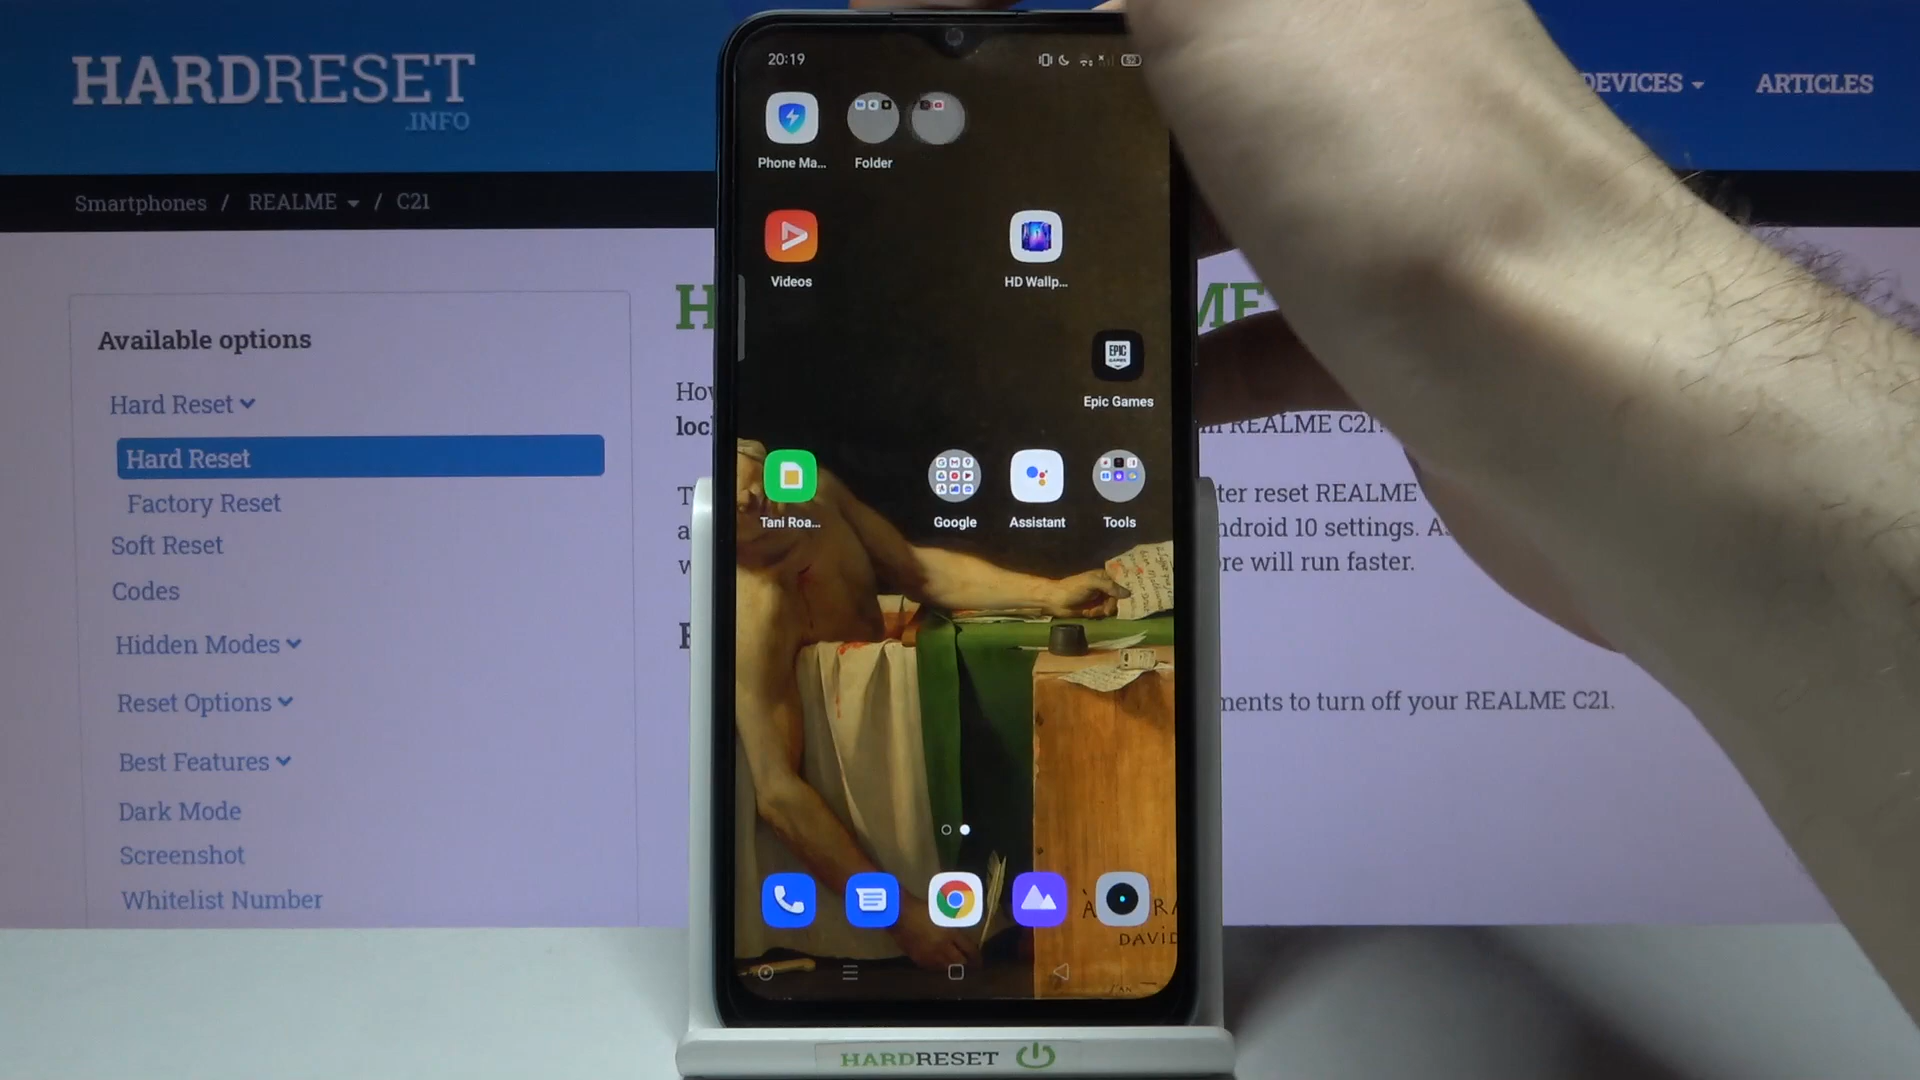 HARDRESET
.INFO
DEVICES
ARTICLES
Smartphones / REALME / C21
Available options
Hard Reset
Hard Reset
Factory Reset
Soft Reset
Codes
Hidden Modes
Reset Options
Best Features
Dark Mode
Screenshot
Whitelist Number
REALME C21?
ter reset REALME
ndroid 10 settings.
re will run faster.
ments to turn off your REALME C21.
20:19
Phone Ma...
Folder
Videos
HD Wallp...
EPIC
GAMES
Epic Games
Tani Roa...
Google
Assistant
Tools
DAVID
HARDRESET